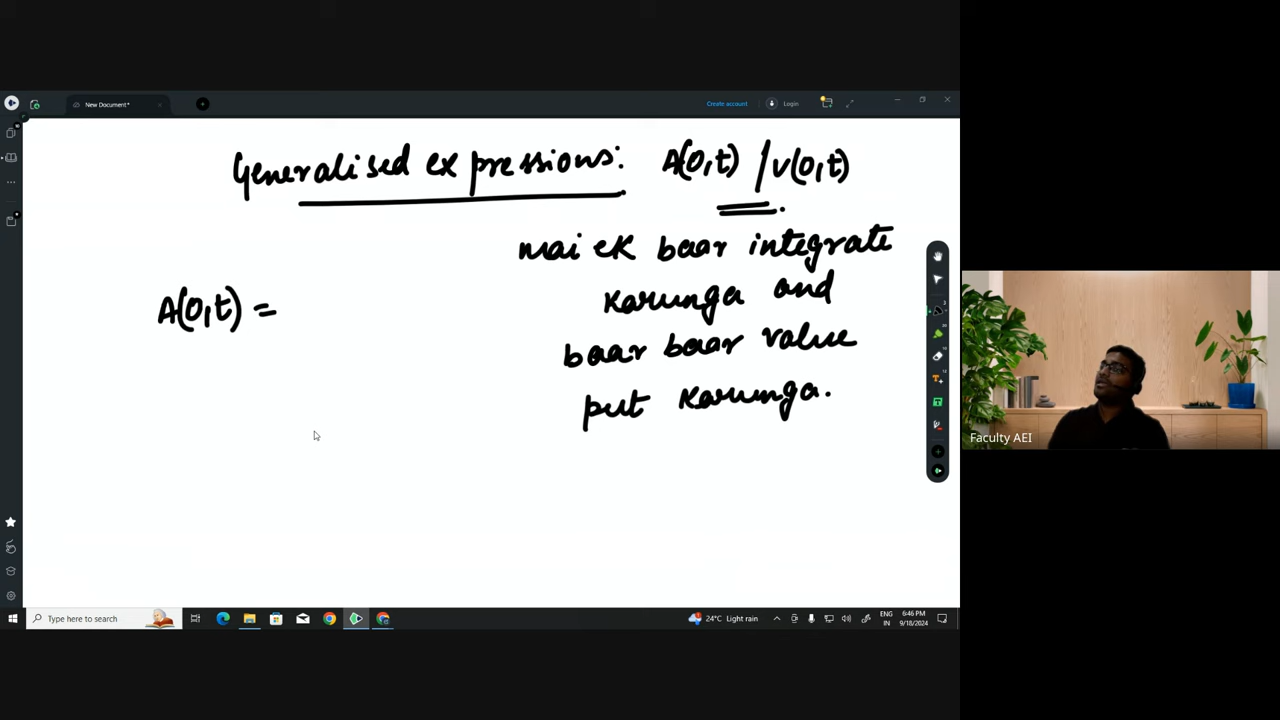 New Document*
Create account
Login
Generalised expressions: A(0,t) / v(0,t)
mai ek baar integrate
karunga and
baar baar value
put karunga.
A(0,t) =
Faculty AEI
Type here to search
24°C Light rain
ENG
IN
6:46 PM
9/18/2024